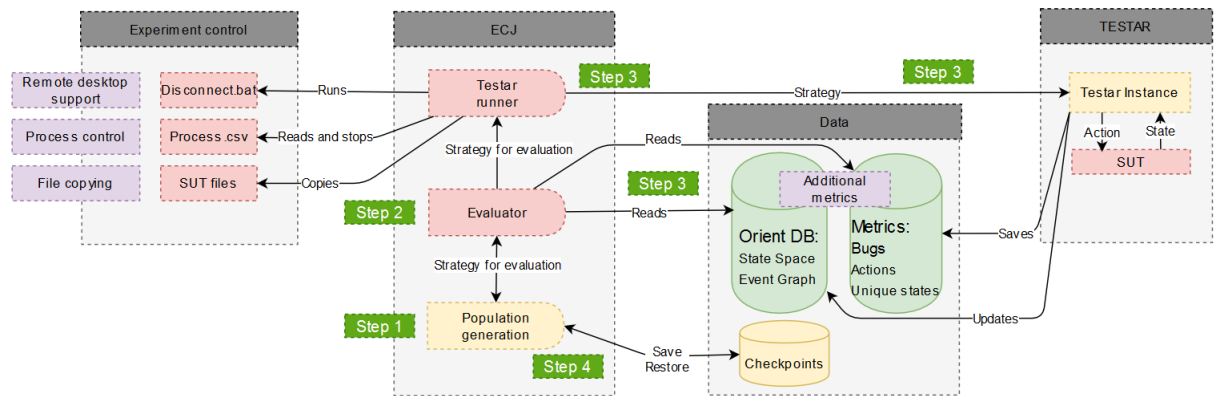 Experiment control
ECJ
TESTAR
Remote desktop
support
Disconnect.bat
Runs
Testar
runner
Step 3
Strategy
Step 3
Testar Instance
Process control
Process .csv
Reads and stops
Data
Action
State
Strategy for evaluation
Reads
SUT
File copying
SUT files
Copies
Step 3
Additional
metrics
Step 2
Evaluator
Reads
Orient DB:
State Space
Event Graph
Metrics:
Bugs
Actions
Unique states
Saves
Strategy for evaluation
Step 1
Population
generation
Updates
Step 4
Save
Restore
Checkpoints